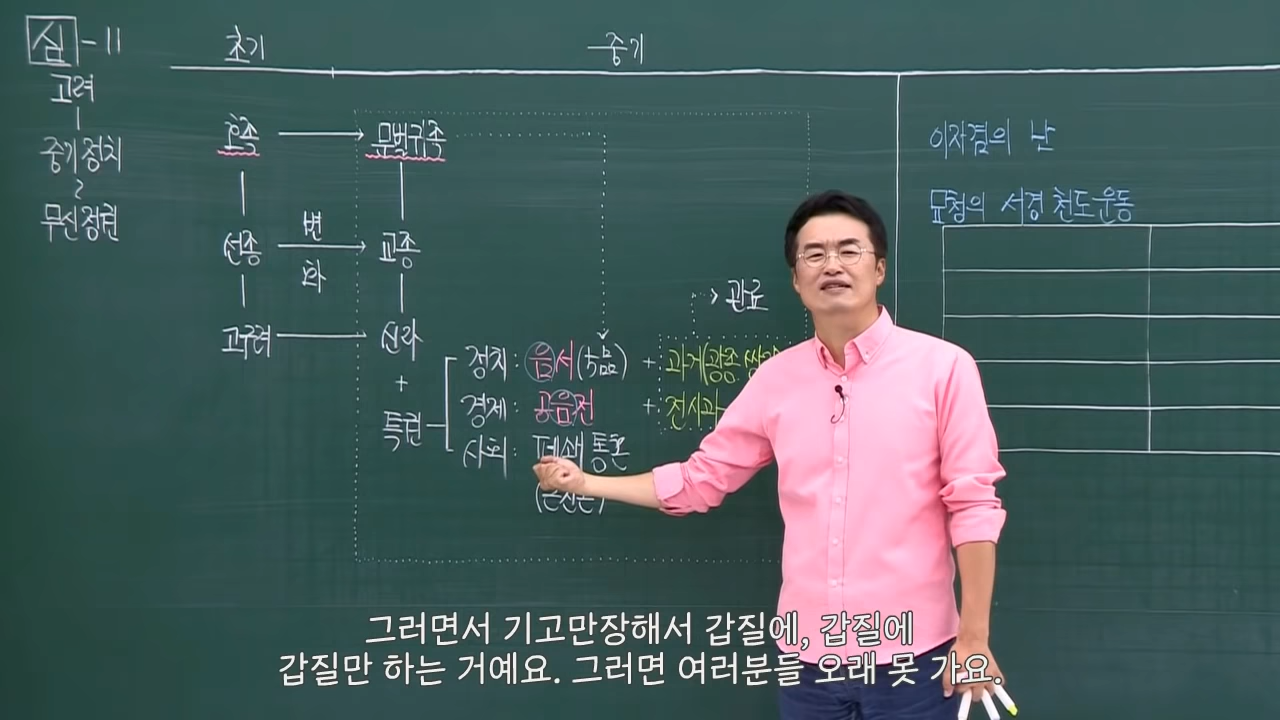 심-11
초기
중기
고려
중기정치
~
무신정권
호족 → 문벌귀족
선종 변화 → 교종
고구려 → 신라
+
특권
정치: 음서(5품) + 과거(광종.쌍
경제: 공음전 + 전시과
사회: 폐쇄 통혼
(근친혼)
→ 관료
이자겸의 난
묘청의 서경 천도 운동
그러면서 기고만장해서 갑질에, 갑질에
갑질만 하는 거예요. 그러면 여러분들 오래 못 가요.